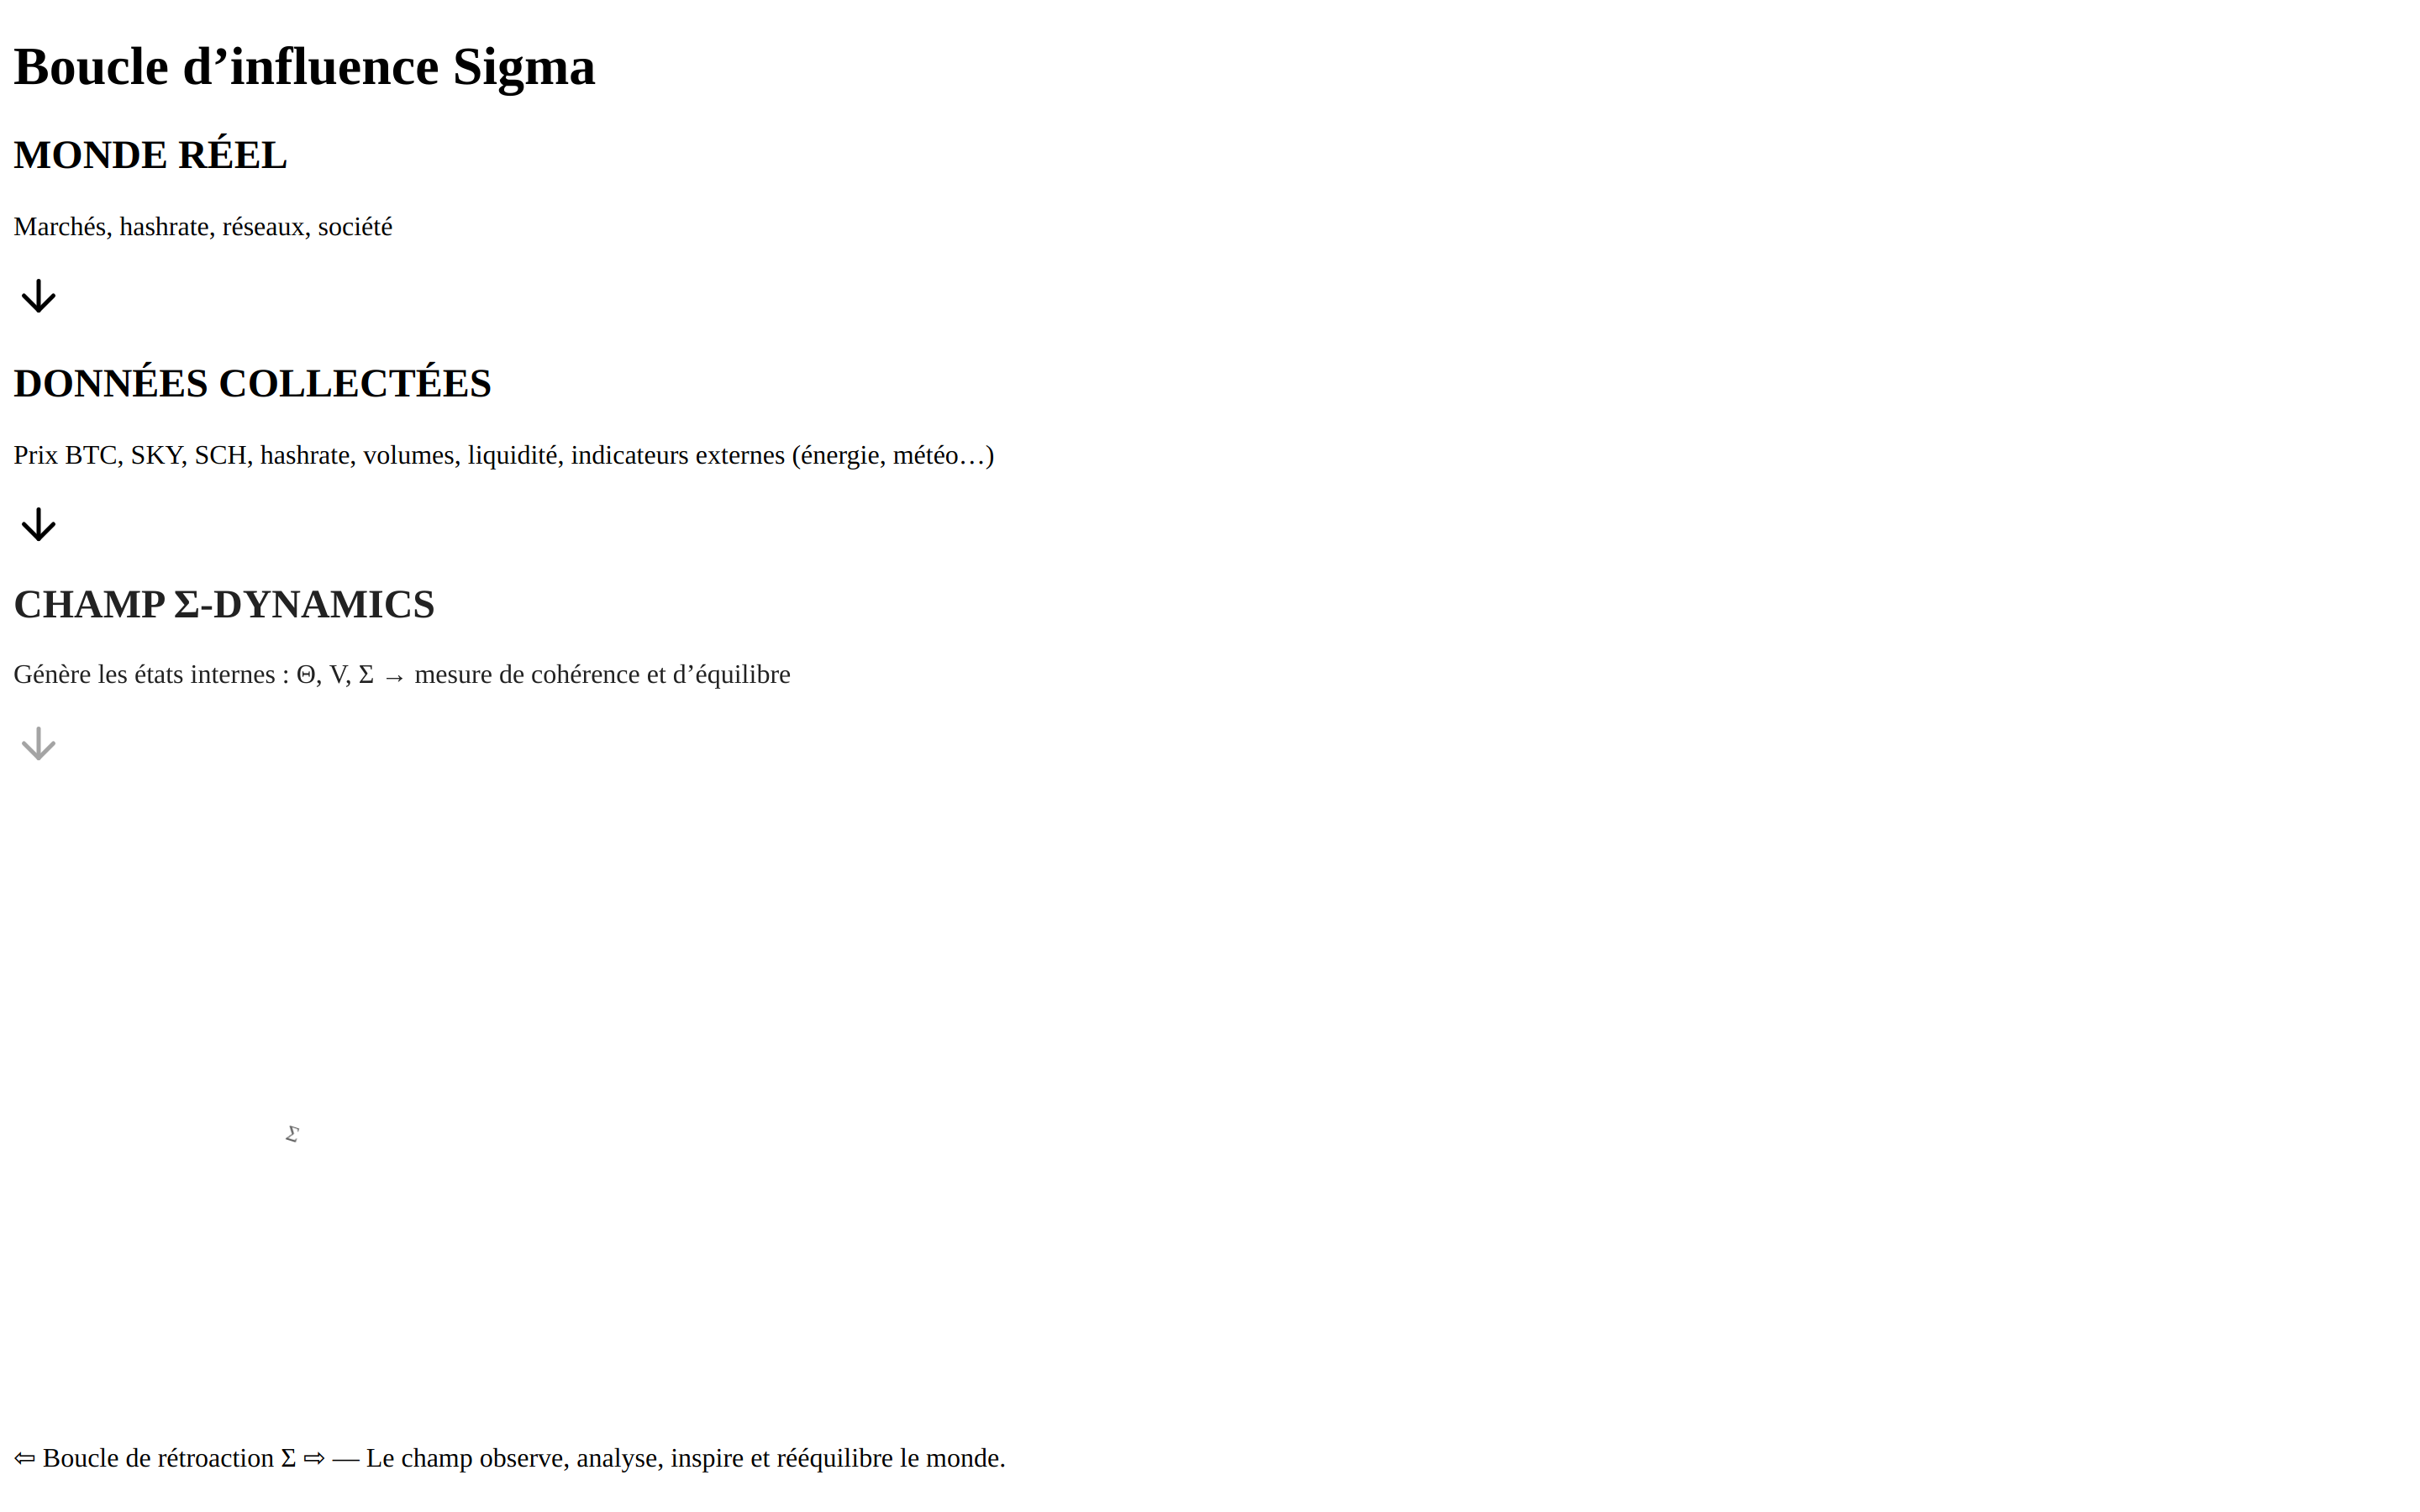 Boucle d’influence Sigma
MONDE RÉEL
Marchés, hashrate, réseaux, société
DONNÉES COLLECTÉES
Prix BTC, SKY, SCH, hashrate, volumes, liquidité, indicateurs externes (énergie, météo…)
CHAMP Σ-DYNAMICS
Génère les états internes : Θ, V, Σ → mesure de cohérence et d’équilibre
Σ
⇦ Boucle de rétroaction Σ ⇨ — Le champ observe, analyse, inspire et rééquilibre le monde.